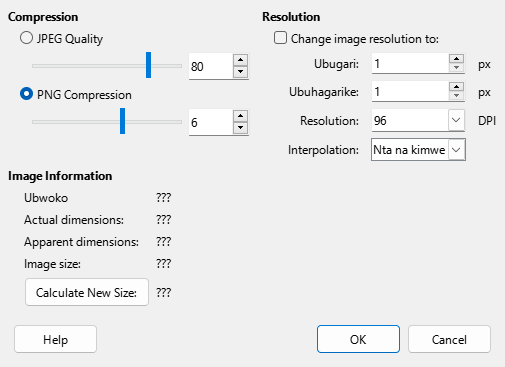 Compression
JPEG Quality
80
PNG Compression
6
Image Information
Ubwoko ???
Actual dimensions: ???
Apparent dimensions: ???
Image size: ???
Calculate New Size: ???
Resolution
Change image resolution to:
Ubugari: 1 px
Ubuhagarike: 1 px
Resolution: 96 DPI
Interpolation: Nta na kimwe
Help OK Cancel